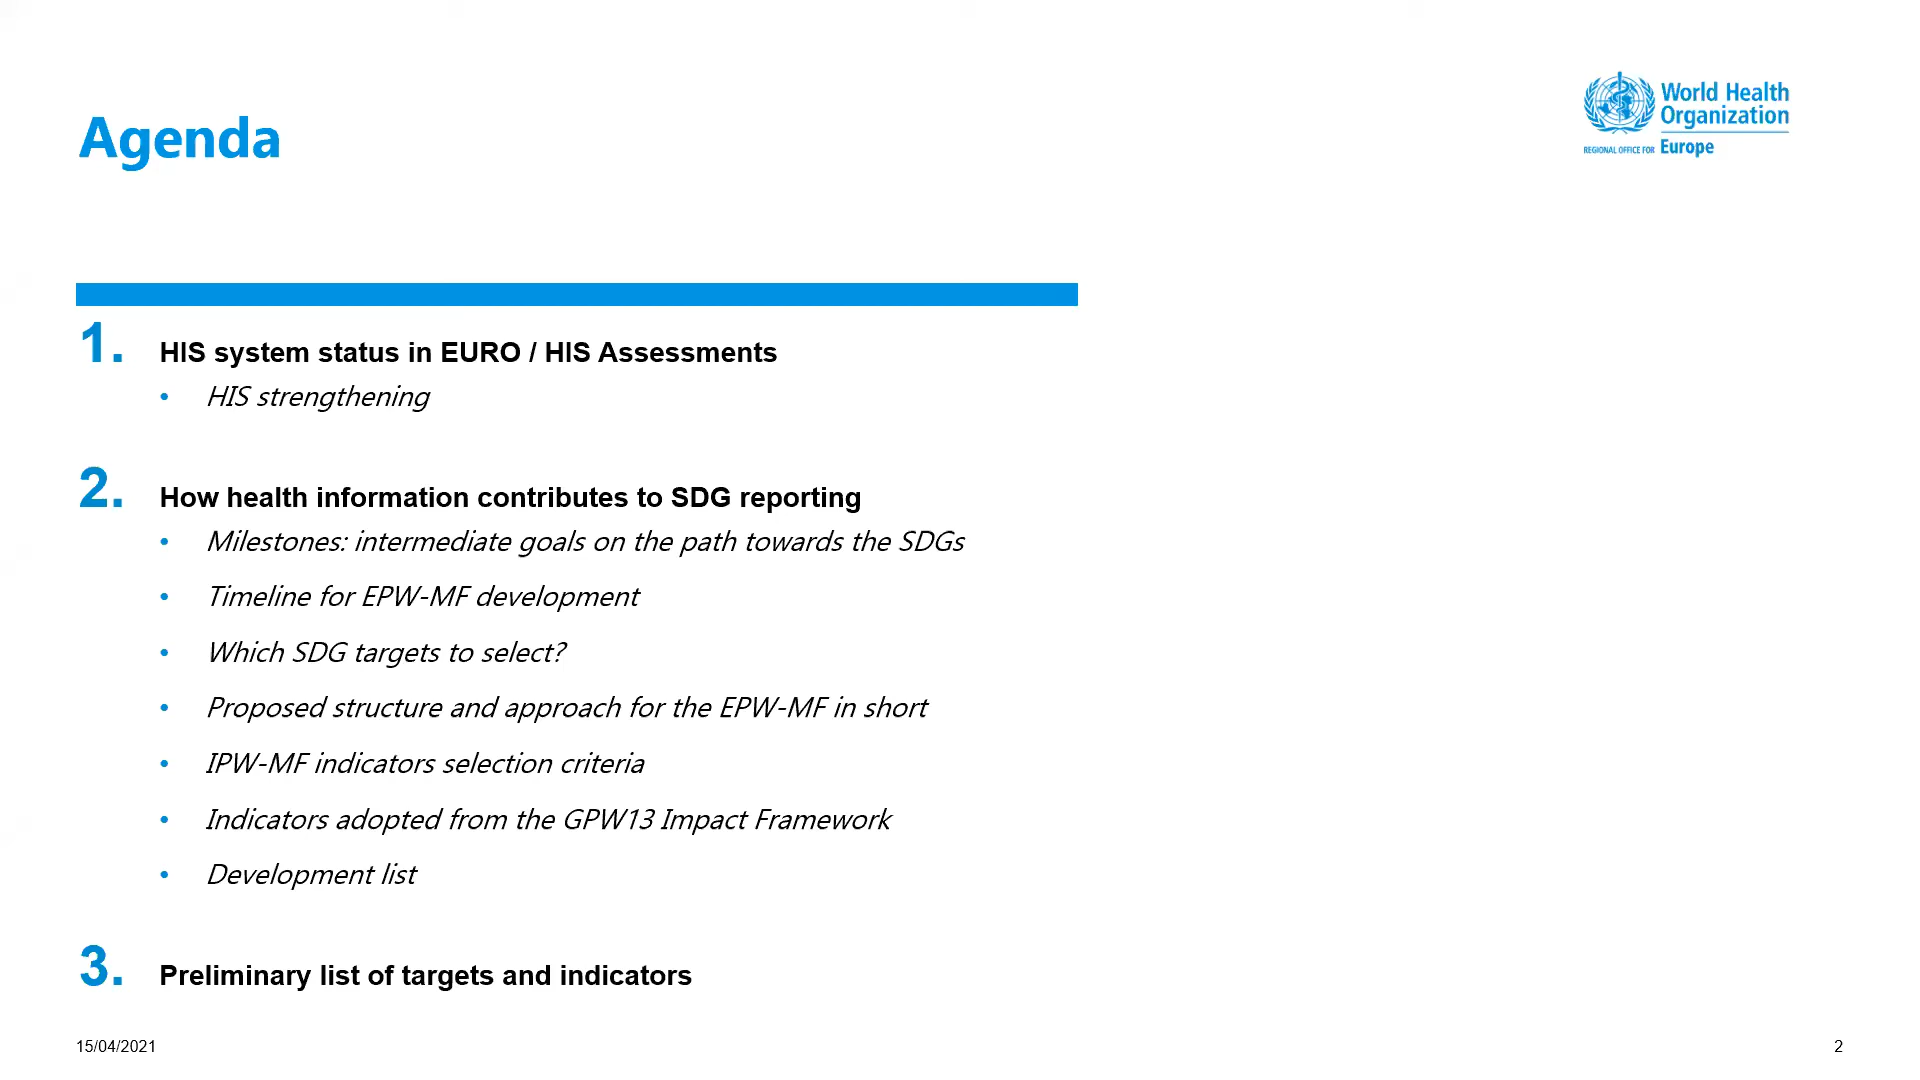 Agenda
World Health
Organization
REGIONAL OFFICE FOR Europe
1. HIS system status in EURO / HIS Assessments
• HIS strengthening
2. How health information contributes to SDG reporting
• Milestones: intermediate goals on the path towards the SDGs
• Timeline for EPW-MF development
• Which SDG targets to select?
• Proposed structure and approach for the EPW-MF in short
• IPW-MF indicators selection criteria
• Indicators adopted from the GPW13 Impact Framework
• Development list
3. Preliminary list of targets and indicators
15/04/2021
2